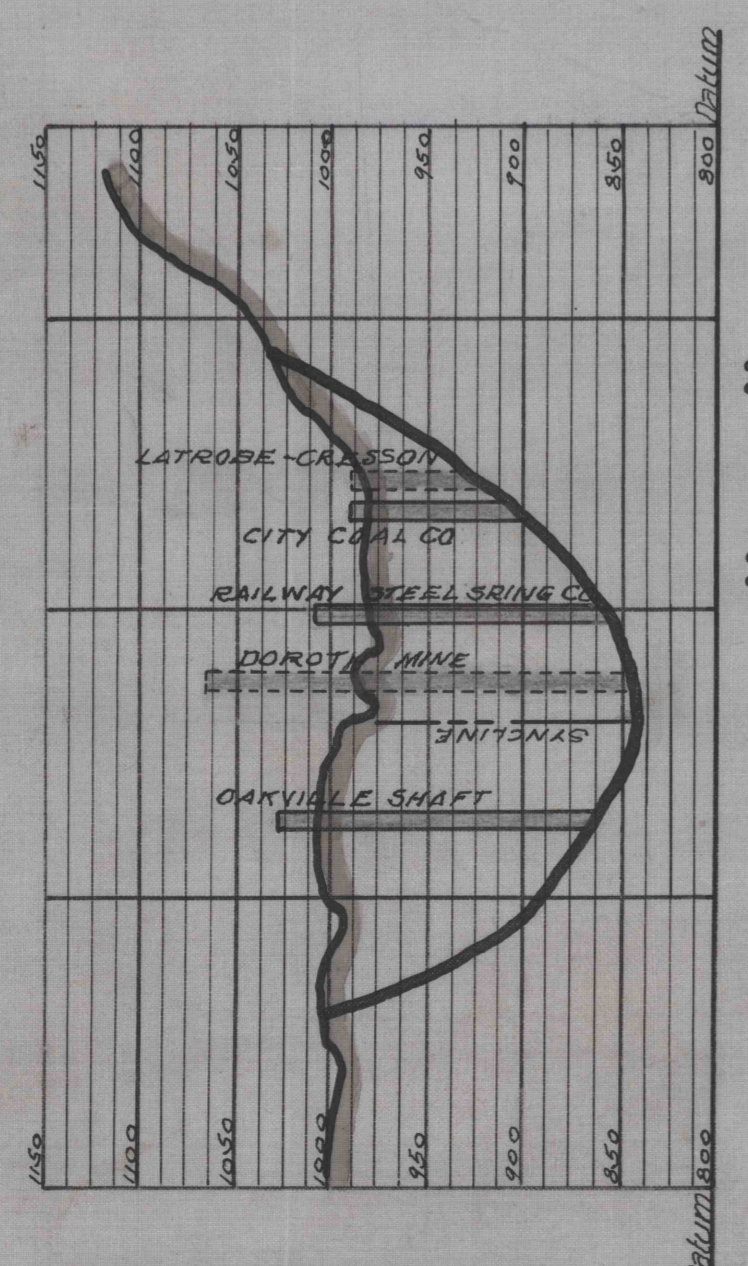 Datum
1150
1100
1050
1000
950
900
850
800
LATROBE-CRESSON
CITY COAL CO
RAILWAY STEEL SRING CO
DOROTHY MINE
SYNCLINE
OAKVILLE SHAFT
1150
1100
1050
1000
950
900
850
800
Datum